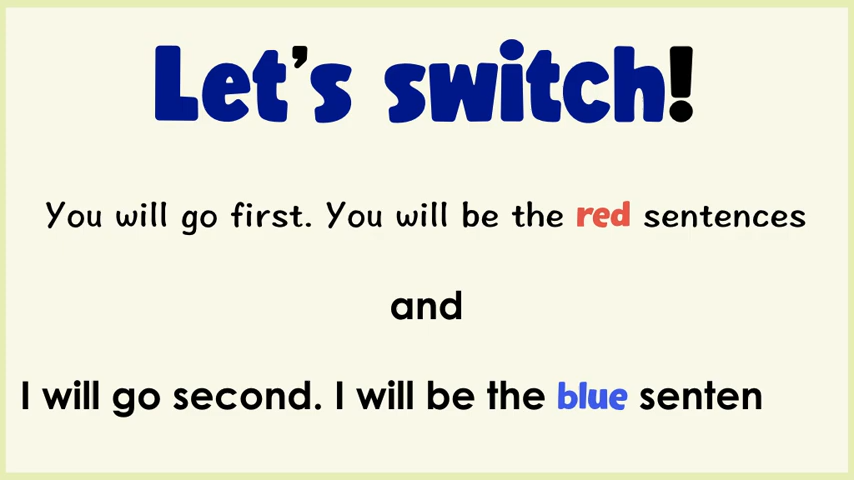 Let's switch!
You will go first. You will be the red sentences
and
I will go second. I will be the blue senten